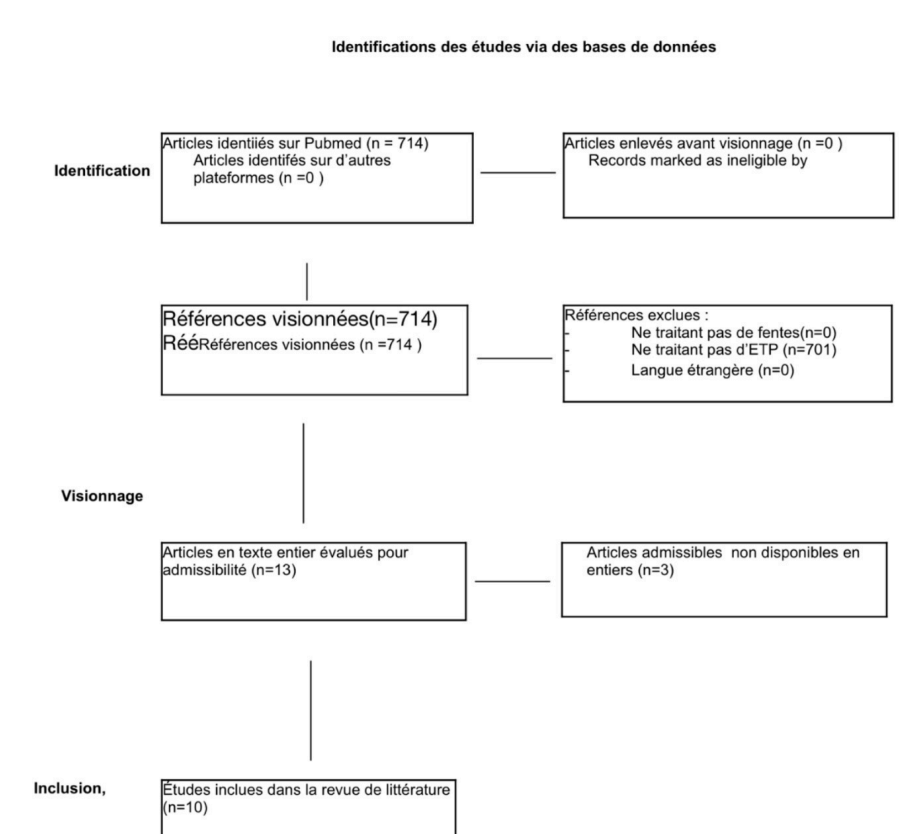 Identifications des études via des bases de données
Identification
Articles identiiés sur Pubmed (n = 714)
Articles identifés sur d'autres
plateformes (n =0 )
Articles enlevés avant visionnage (n =0 )
Records marked as ineligible by
Références visionnées(n=714)
RééRéférences visionnées (n =714 )
Références exclues :
- Ne traitant pas de fentes(n=0)
- Ne traitant pas d'ETP (n=701)
- Langue étrangère (n=0)
Visionnage
Articles en texte entier évalués pour
admissibilité (n=13)
Articles admissibles non disponibles en
entiers (n=3)
Inclusion,
Études inclues dans la revue de littérature
(n=10)